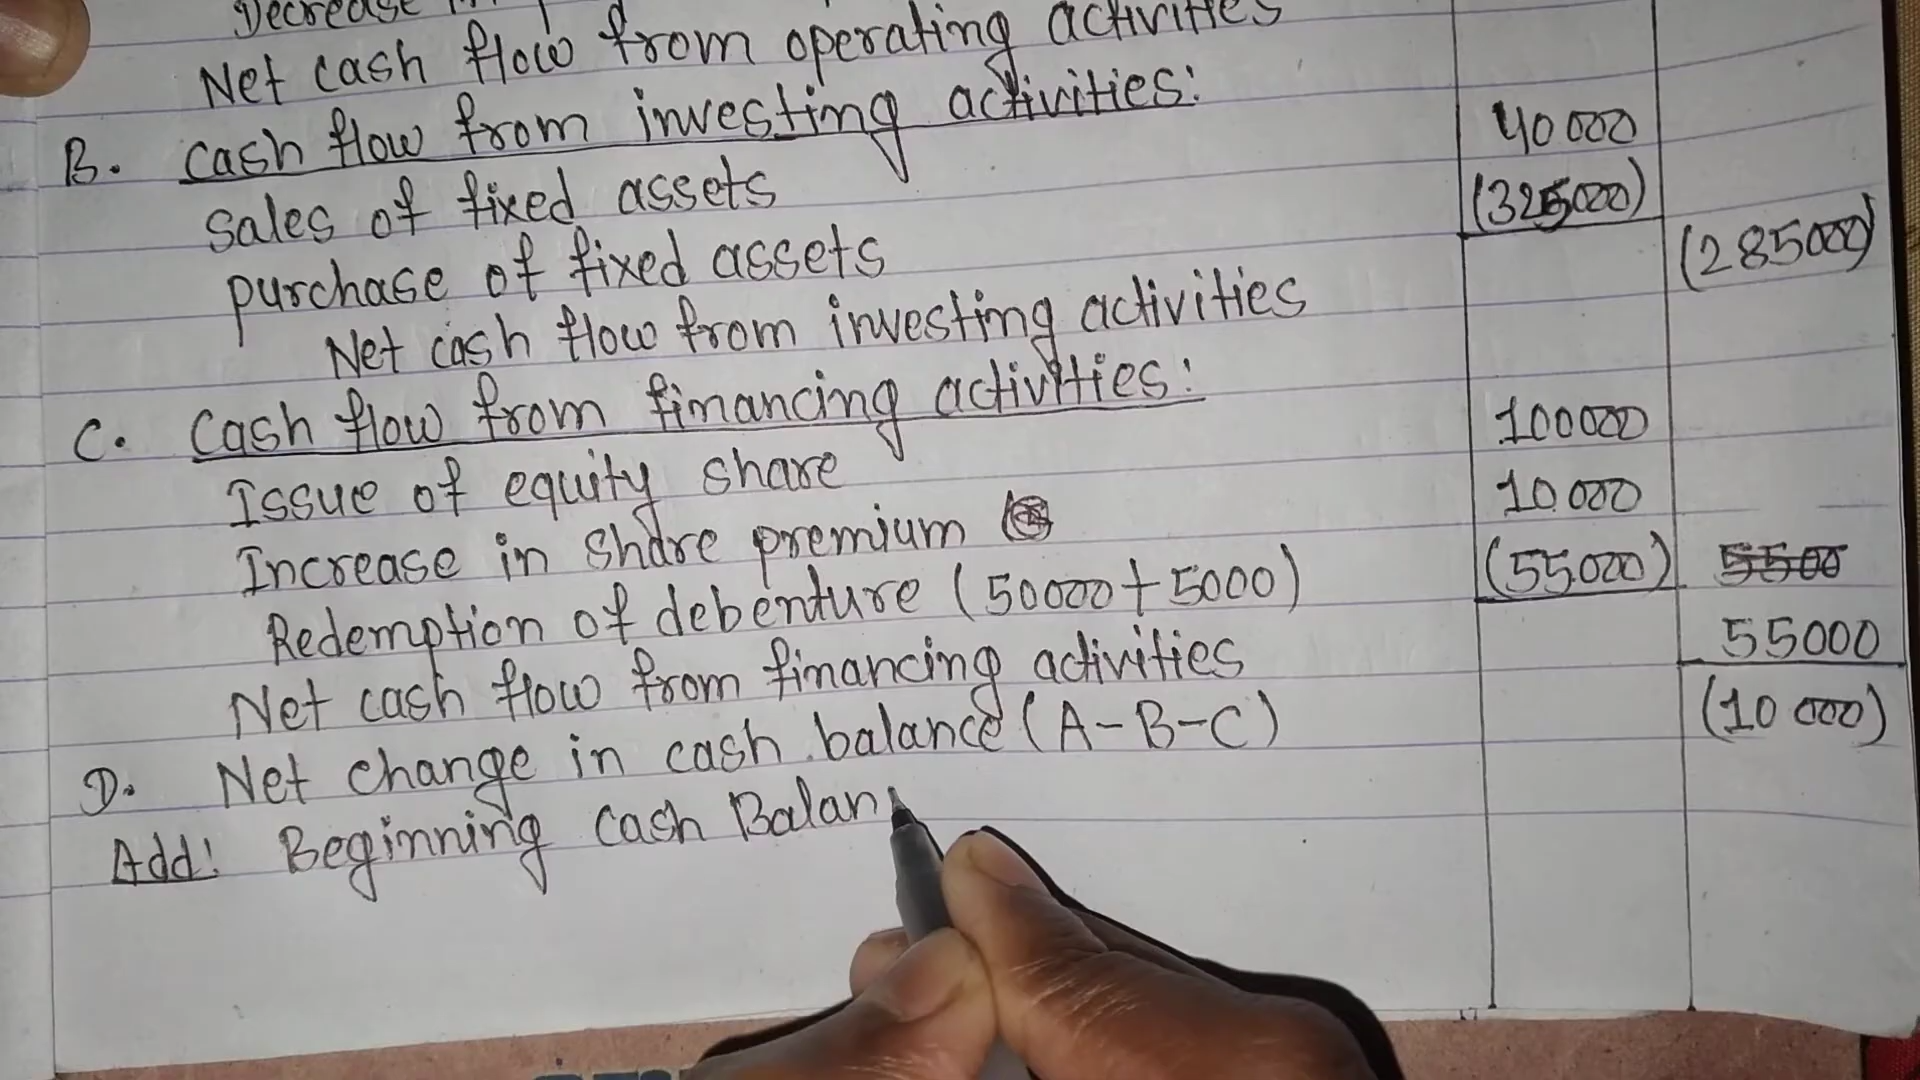 Decrease in
Net cash flow from operating activities
B. Cash flow from investing activities:
Sales of fixed assets 40000
purchase of fixed assets (325000)
Net cash flow from investing activities (285000)
C. Cash flow from financing activities:
Issue of equity share 100000
Increase in share premium 10000
Redemption of debenture (50000+5000) (55000) 5500
Net cash flow from financing activities 55000
D. Net change in cash balance (A-B-C) (10000)
Add: Beginning Cash Balan